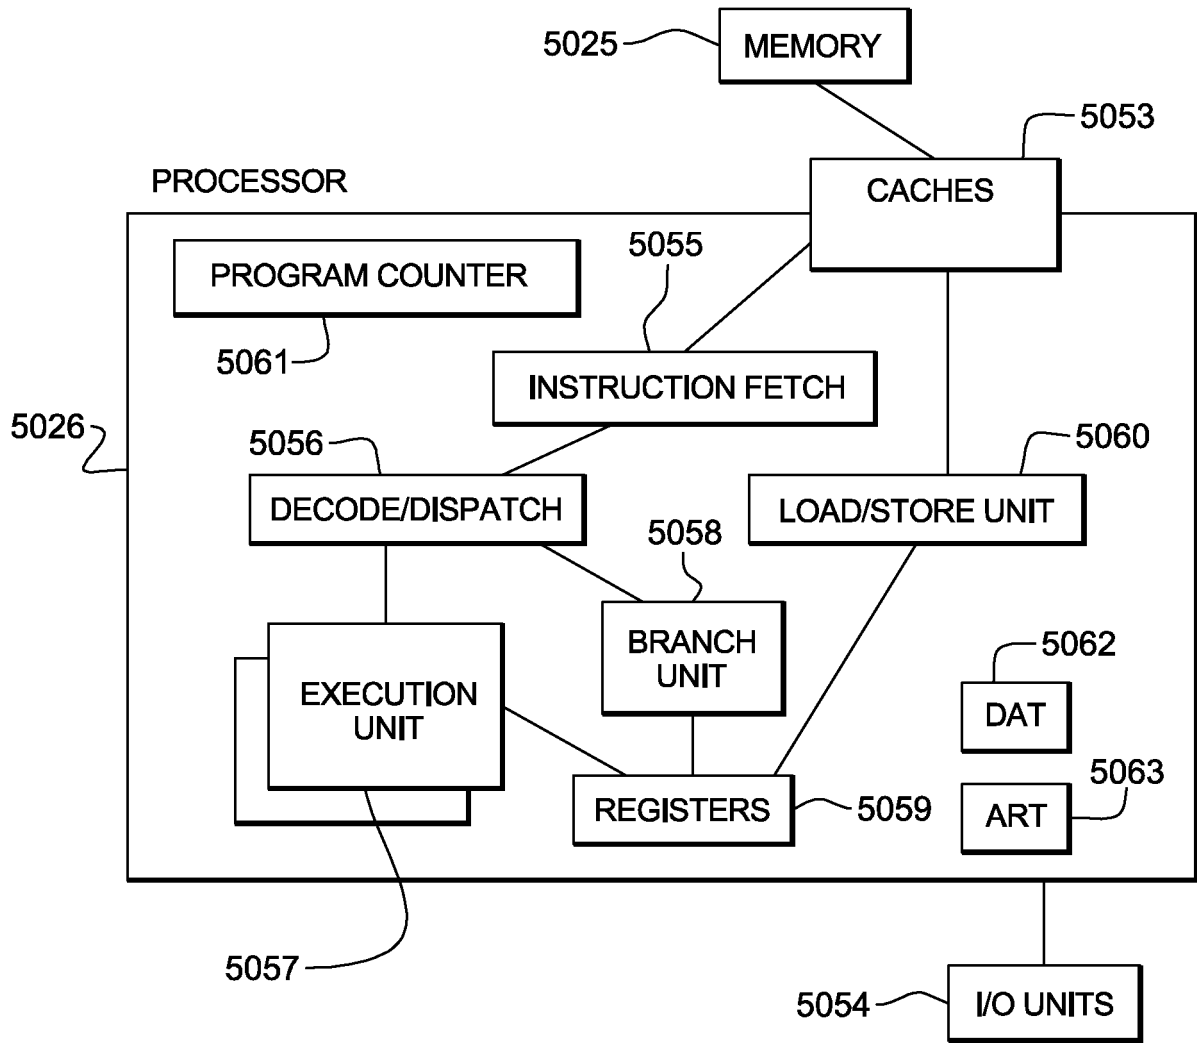 5025
MEMORY
5053
CACHES
PROCESSOR
PROGRAM COUNTER
5061
5055
INSTRUCTION FETCH
5026
5056
DECODE/DISPATCH
5060
LOAD/STORE UNIT
5058
BRANCH
UNIT
EXECUTION
UNIT
5062
DAT
REGISTERS
5059
ART
5063
5057
5054
I/O UNITS